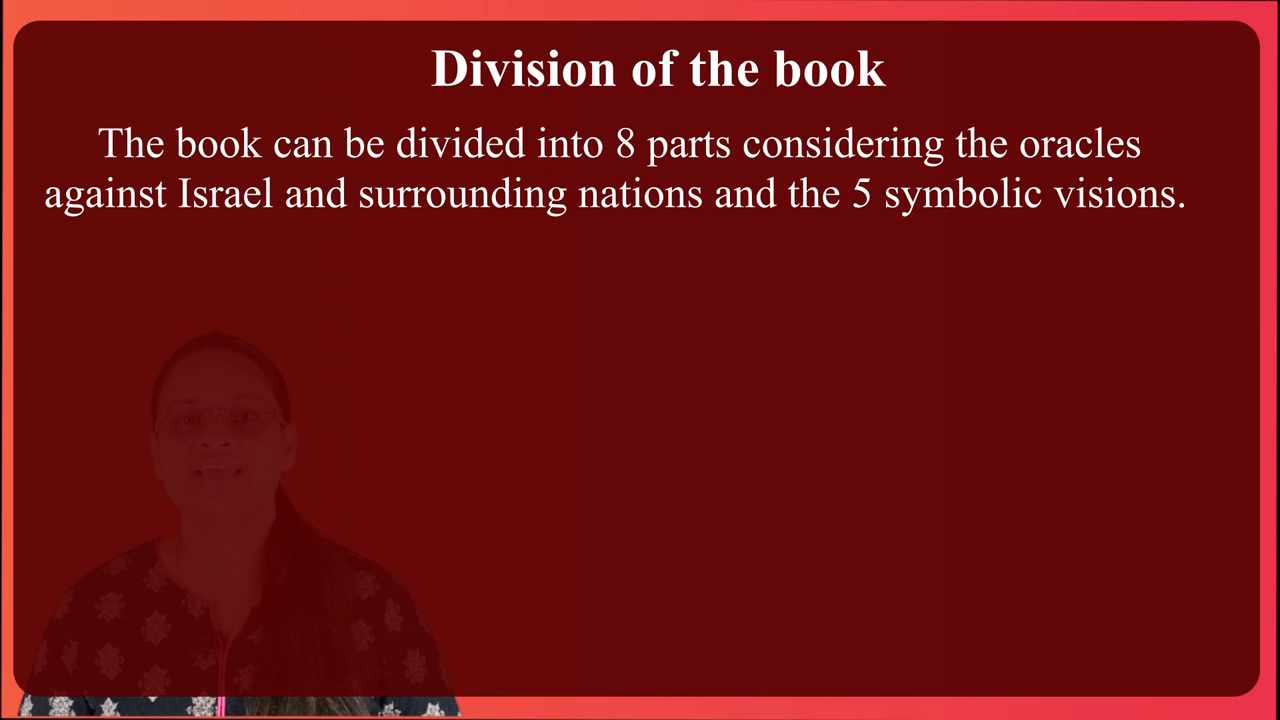 Division of the book
The book can be divided into 8 parts considering the oracles
against Israel and surrounding nations and the 5 symbolic visions.